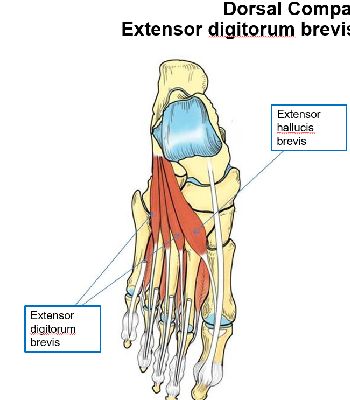 Dorsal Compa
Extensor digitorum brevis
Extensor
hallucis
brevis
Extensor
digitorum
brevis